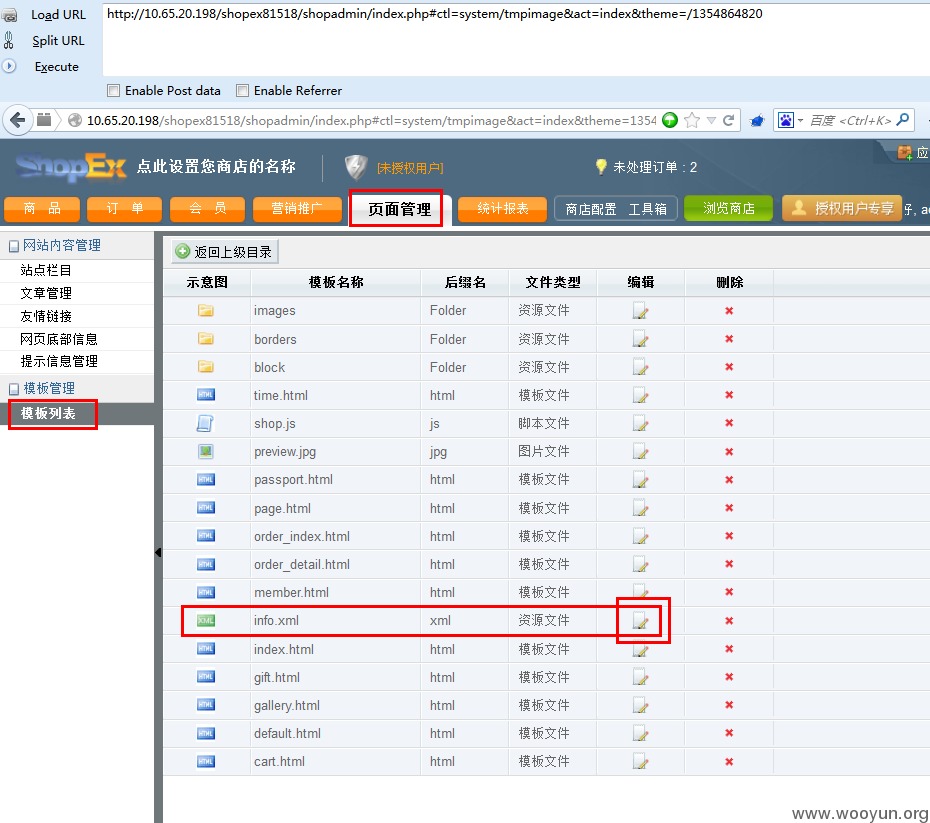 Load URL
http://10.65.20.198/shopex81518/shopadmin/index.php#ctl=system/tmpimage&act=index&theme=/1354864820
Split URL
Execute
Enable Post data
Enable Referrer
10.65.20.198/shopex81518/shopadmin/index.php#ctl=system/tmpimage&act=index&theme=1354
百度 <Ctrl+K>
ShopEx
点此设置您商店的名称
[未授权用户]
未处理订单：2
应
商 品
订 单
会 员
营销推广
页面管理
统计报表
商店配置
工具箱
浏览商店
授权用户专享
网站内容管理
站点栏目
文章管理
友情链接
网页底部信息
提示信息管理
模板管理
模板列表
返回上级目录
示意图 模板名称 后缀名 文件类型 编辑 删除
images Folder 资源文件
borders Folder 资源文件
block Folder 资源文件
HTML time.html html 模板文件
shop.js js 脚本文件
preview.jpg jpg 图片文件
HTML passport.html html 模板文件
HTML page.html html 模板文件
HTML order_index.html html 模板文件
HTML order_detail.html html 模板文件
HTML member.html html 模板文件
XML info.xml xml 资源文件
HTML index.html html 模板文件
HTML gift.html html 模板文件
HTML gallery.html html 模板文件
HTML default.html html 模板文件
HTML cart.html html 模板文件
www.wooyun.org